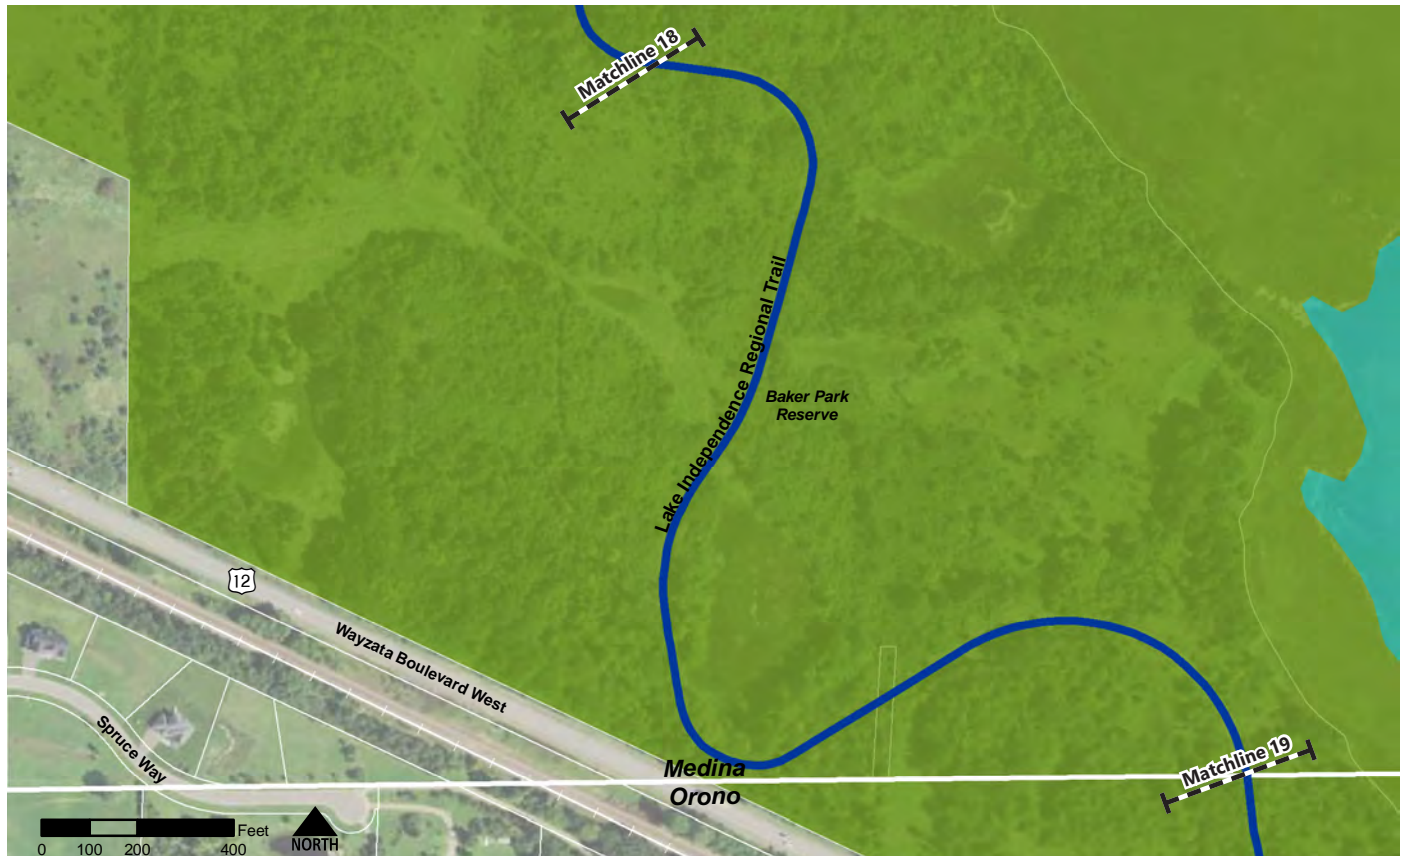 Matchline 18
Lake Independence Regional Trail
Baker Park
Reserve
12
Wayzata Boulevard West
Spruce Way
Matchline 19
Medina
Orono
Feet
0 100 200 400
NORTH